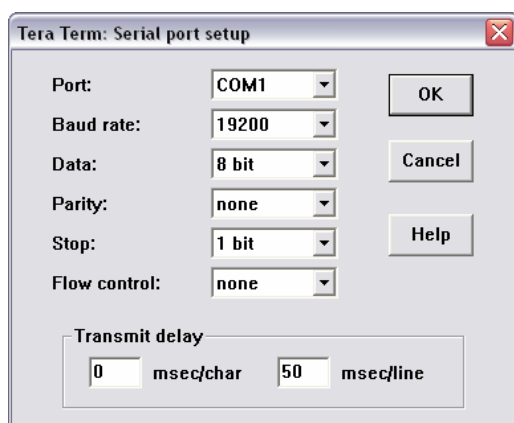 Tera Term: Serial port setup
Port: COM1 OK
Baud rate: 19200
Data: 8 bit Cancel
Parity: none
Stop: 1 bit Help
Flow control: none
Transmit delay
0 msec/char 50 msec/line